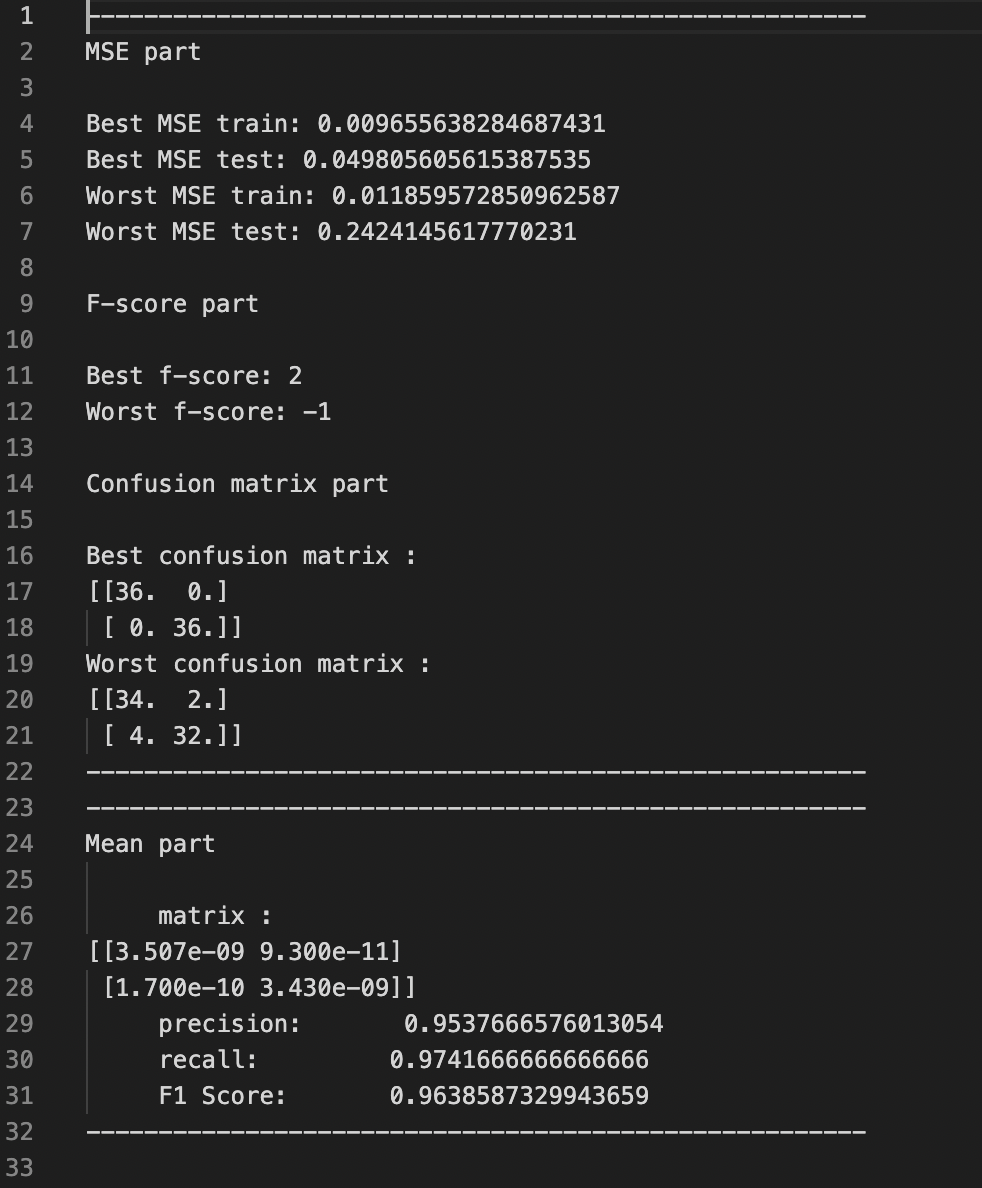 1 ------------------------------------------------------
2 MSE part
3
4 Best MSE train: 0.009655638284687431
5 Best MSE test: 0.049805605615387535
6 Worst MSE train: 0.011859572850962587
7 Worst MSE test: 0.2424145617770231
8
9 F-score part
10
11 Best f-score: 2
12 Worst f-score: -1
13
14 Confusion matrix part
15
16 Best confusion matrix :
17 [[36.  0.]
18  [ 0. 36.]]
19 Worst confusion matrix :
20 [[34.  2.]
21  [ 4. 32.]]
22 ------------------------------------------------------
23 ------------------------------------------------------
24 Mean part
25
26      matrix :
27 [[3.507e-09 9.300e-11]
28  [1.700e-10 3.430e-09]]
29      precision:       0.9537666576013054
30      recall:         0.9741666666666666
31      F1 Score:       0.9638587329943659
32 ------------------------------------------------------
33